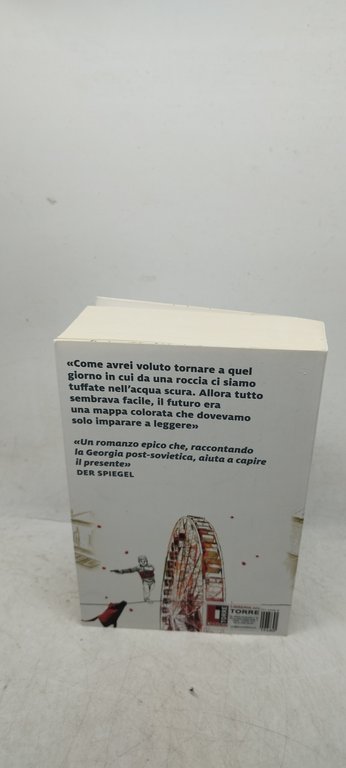 «Come avrei voluto tornare a quel
giorno in cui da una roccia ci siamo
tuffate nell'acqua scura. Allora tutto
sembrava facile, il futuro era
una mappa colorata che dovevamo
solo imparare a leggere»
«Un romanzo epico che, raccontando
la Georgia post-sovietica, aiuta a capire
il presente»
DER SPIEGEL
TORRE